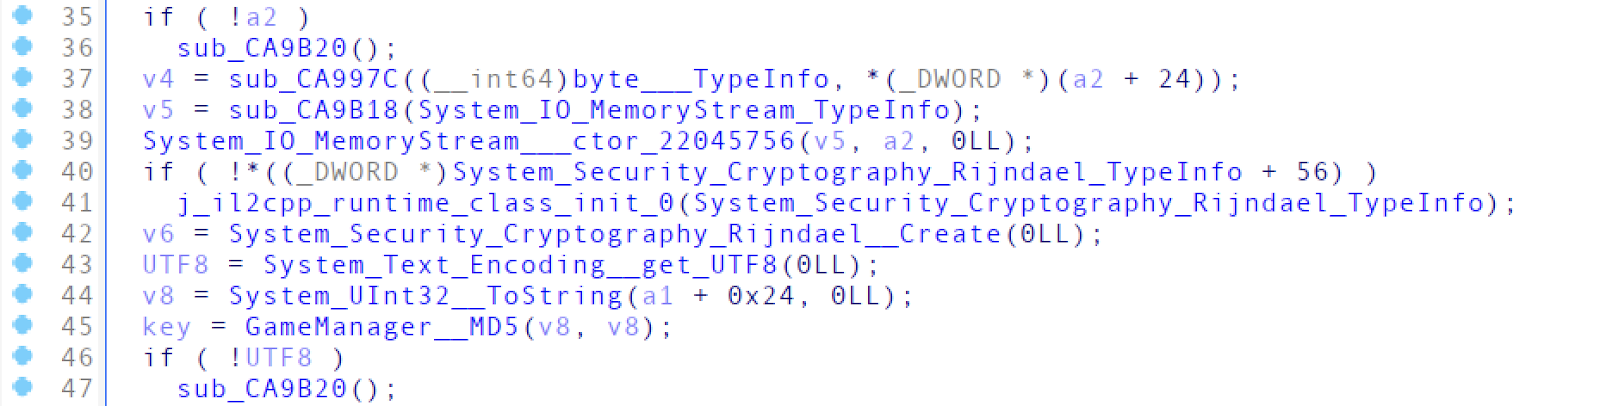 35 if ( !a2 )
36 sub_CA9B20();
37 v4 = sub_CA997C((__int64)byte___TypeInfo, *(_DWORD *)(a2 + 24));
38 v5 = sub_CA9B18(System_IO_MemoryStream_TypeInfo);
39 System_IO_MemoryStream___ctor_22045756(v5, a2, 0LL);
40 if ( !*((_DWORD *)System_Security_Cryptography_Rijndael_TypeInfo + 56) )
41 j_il2cpp_runtime_class_init_0(System_Security_Cryptography_Rijndael_TypeInfo);
42 v6 = System_Security_Cryptography_Rijndael__Create(0LL);
43 UTF8 = System_Text_Encoding__get_UTF8(0LL);
44 v8 = System_UInt32__ToString(a1 + 0x24, 0LL);
45 key = GameManager__MD5(v8, v8);
46 if ( !UTF8 )
47 sub_CA9B20();